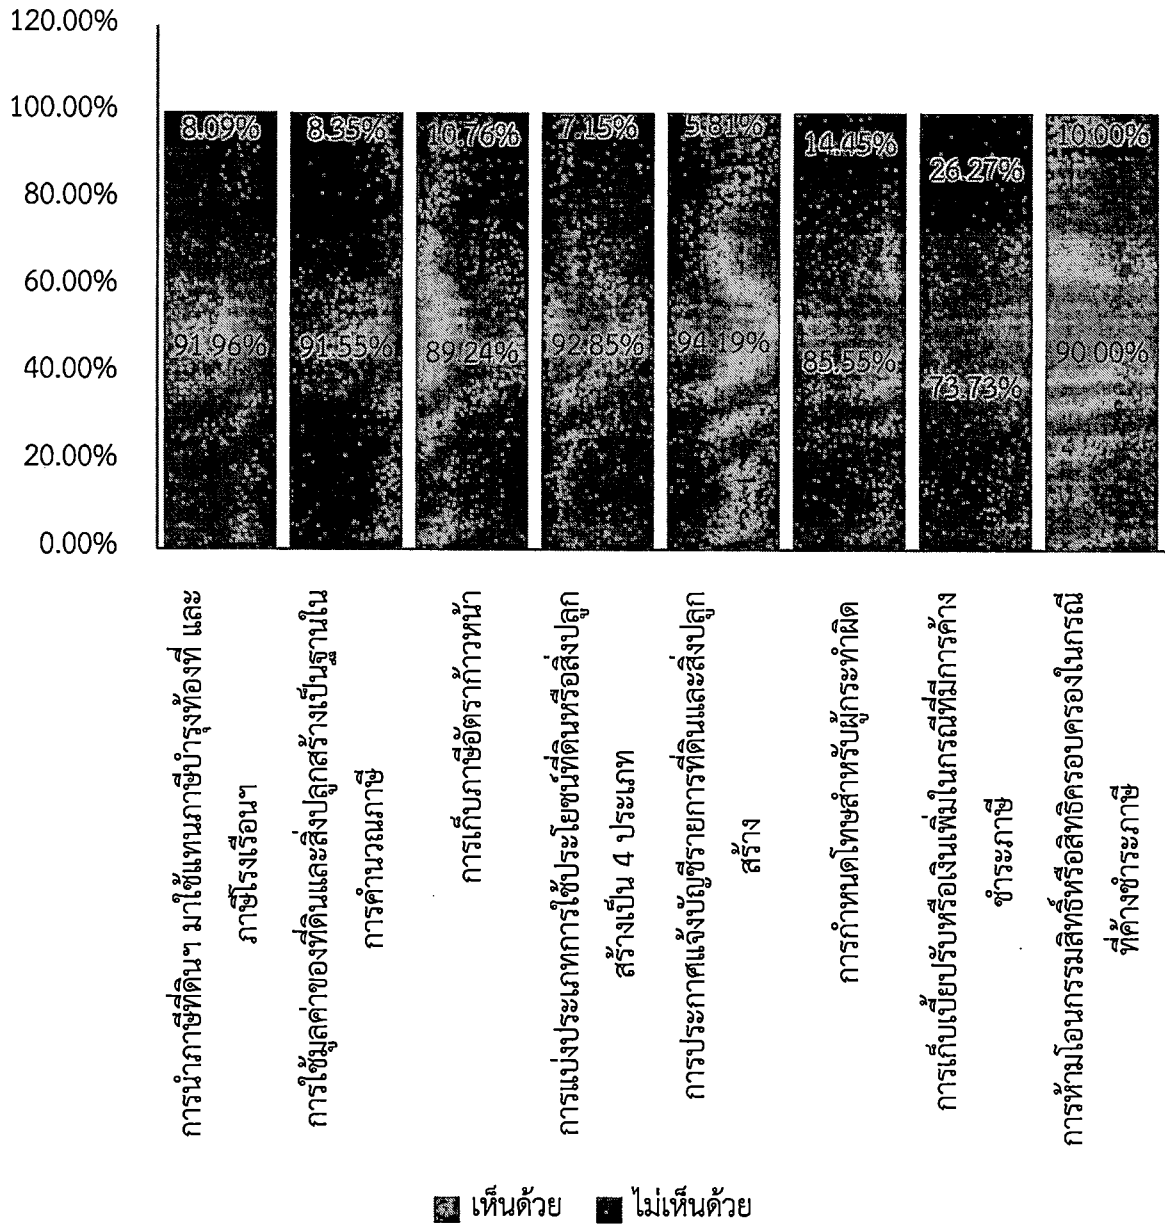 120.00%
100.00%
80.00%
60.00%
40.00%
20.00%
0.00%
8.09%
8.35%
10.76%
7.15%
5.81%
14.45%
26.27%
10.00%
91.96%
91.55%
89.24%
92.85%
94.19%
85.55%
73.73%
90.00%
การนำภาษีที่ดินฯ มาใช้แทนภาษีบำรุงท้องที่ และ
ภาษีโรงเรือนฯ
การใช้มูลค่าของที่ดินและสิ่งปลูกสร้างเป็นฐานใน
การคำนวณภาษี
การเก็บภาษีอัตราก้าวหน้า
การแบ่งประเภทการใช้ประโยชน์ที่ดินหรือสิ่งปลูก
สร้างเป็น 4 ประเภท
การประกาศแจ้งบัญชีรายการที่ดินและสิ่งปลูก
สร้าง
การกำหนดโทษสำหรับผู้กระทำผิด
การเก็บเบี้ยปรับหรือเงินเพิ่มในกรณีที่มีการค้าง
ชำระภาษี
การห้ามโอนกรรมสิทธิ์หรือสิทธิครอบครองในกรณี
ที่ค้างชำระภาษี
เห็นด้วย
ไม่เห็นด้วย